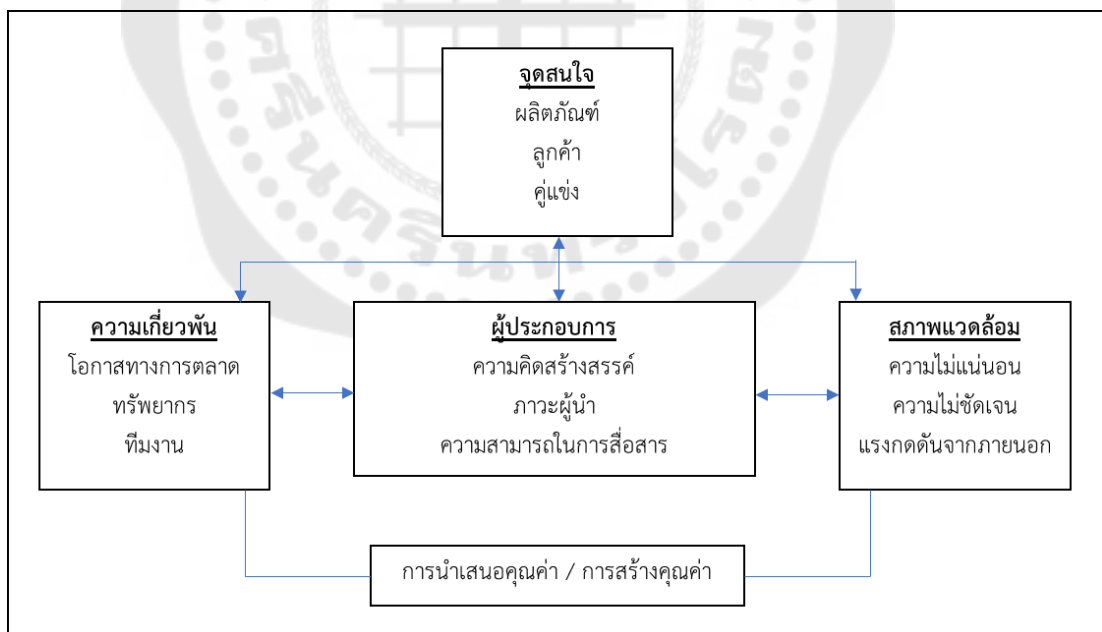 จุดสนใจ
ผลิตภัณฑ์
ลูกค้า
คู่แข่ง
ความเกี่ยวพัน
โอกาสทางการตลาด
ทรัพยากร
ทีมงาน
ผู้ประกอบการ
ความคิดสร้างสรรค์
ภาวะผู้นำ
ความสามารถในการสื่อสาร
สภาพแวดล้อม
ความไม่แน่นอน
ความไม่ชัดเจน
แรงกดดันจากภายนอก
การนำเสนอคุณค่า / การสร้างคุณค่า